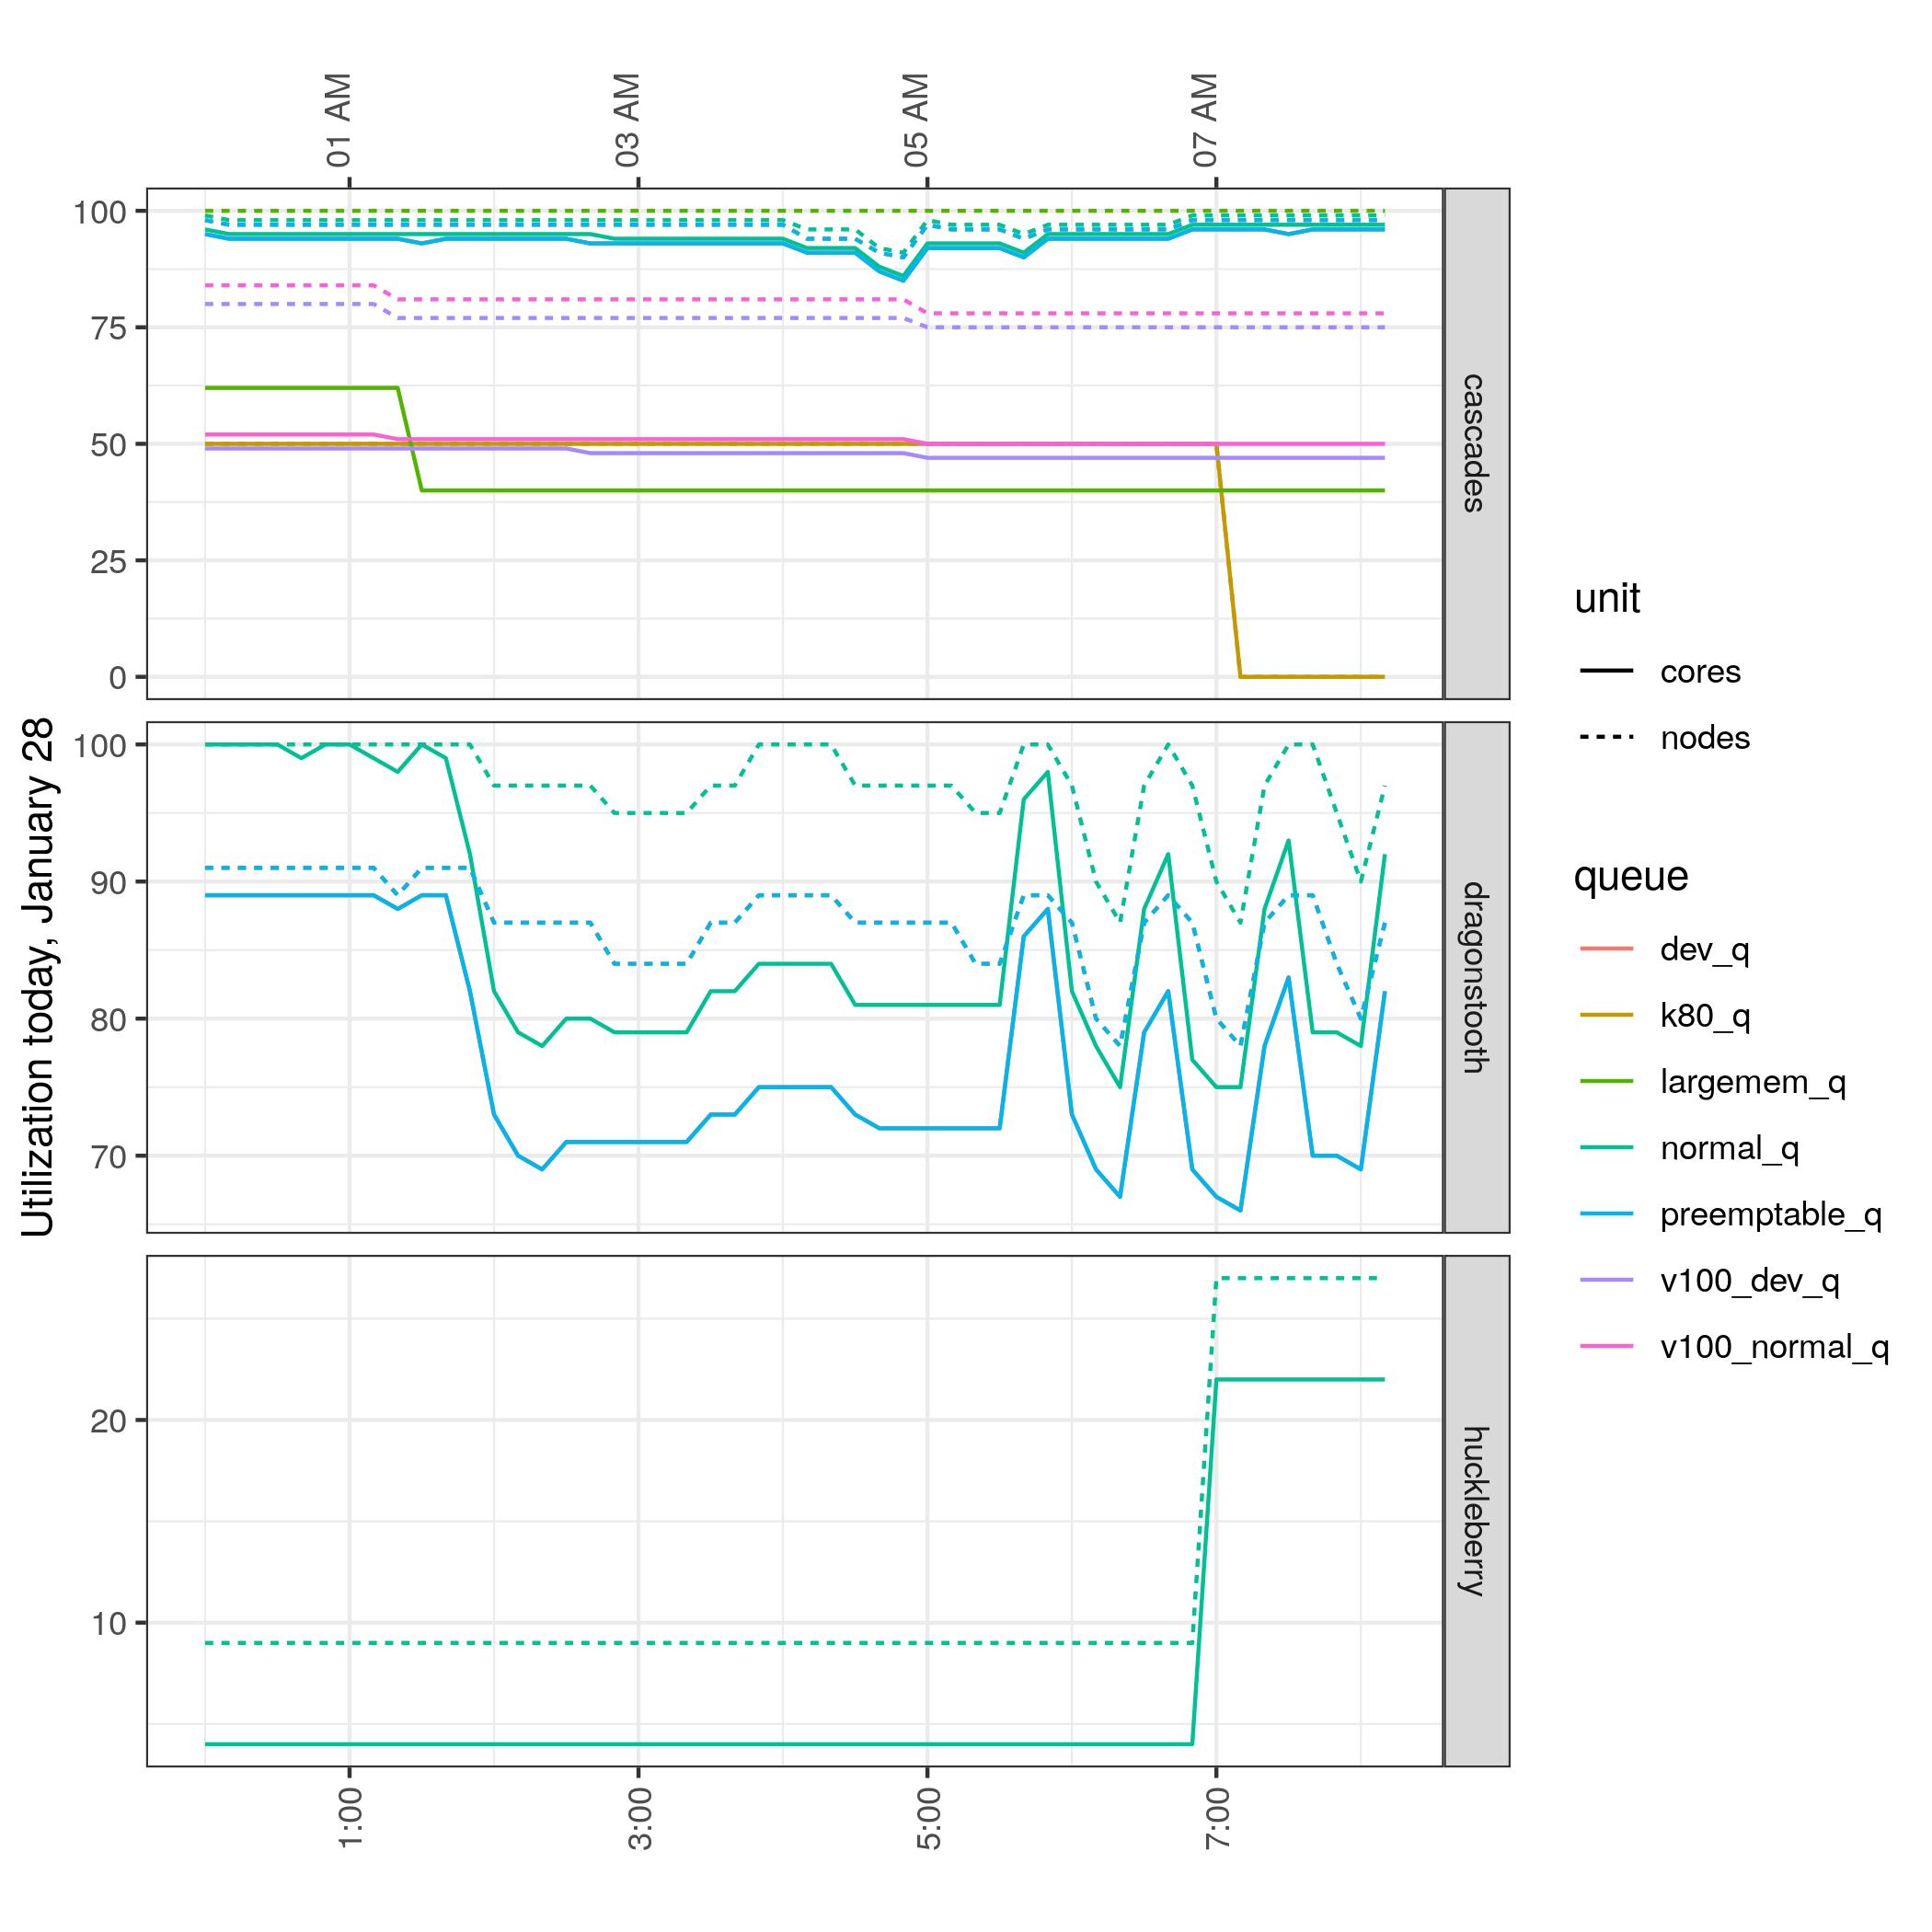 01 AM
03 AM
05 AM
07 AM
100
75
50
25
0
cascades
Utilization today, January 28
100
90
80
70
dragonstooth
20
10
huckleberry
1:00
3:00
5:00
7:00
unit
cores
nodes
queue
dev_q
k80_q
largemem_q
normal_q
preemptable_q
v100_dev_q
v100_normal_q